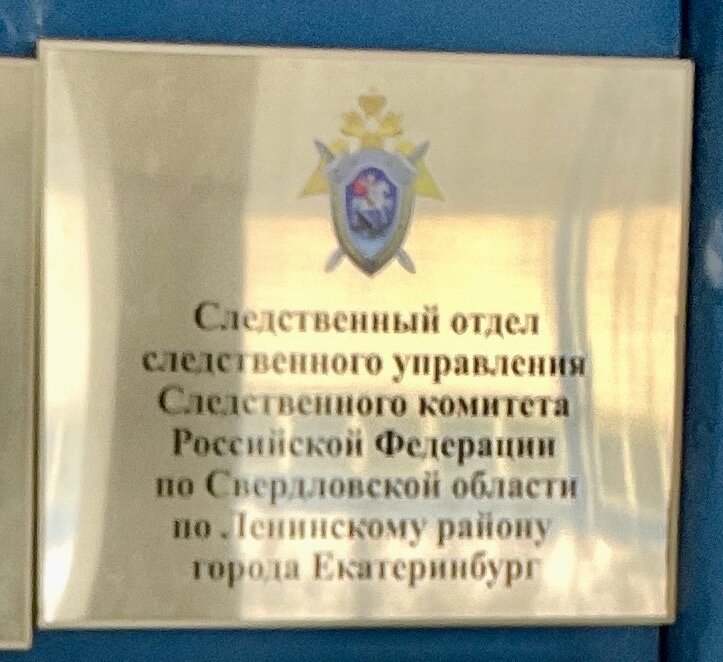 Следственный отдел
следственного управления
Следственного комитета
Российской Федерации
по Свердловской области
по Ленинскому району
города Екатеринбург